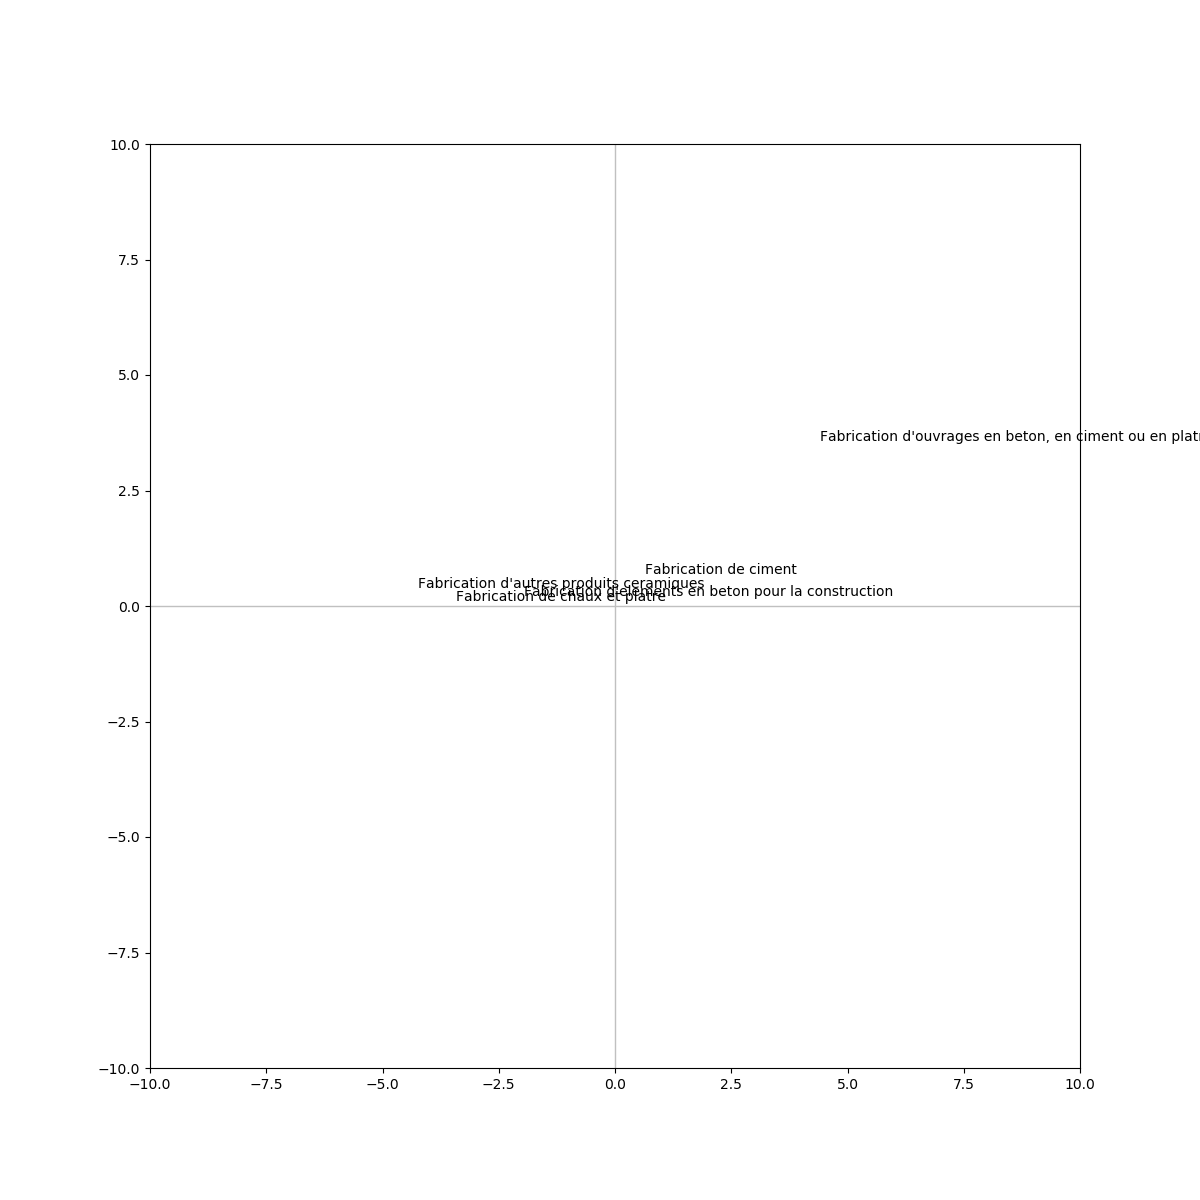 10.0
7.5
5.0
Fabrication d'ouvrages en beton, en ciment ou en
2.5
Fabrication de ciment
Fabrication d'autres produits ceramiques
Fabrication d'elements en beton pour la construction
Fabrication de chaux et platre
0.0
−2.5
−5.0
−7.5
−10.0
−10.0 −7.5 −5.0 −2.5 0.0 2.5 5.0 7.5 10.0